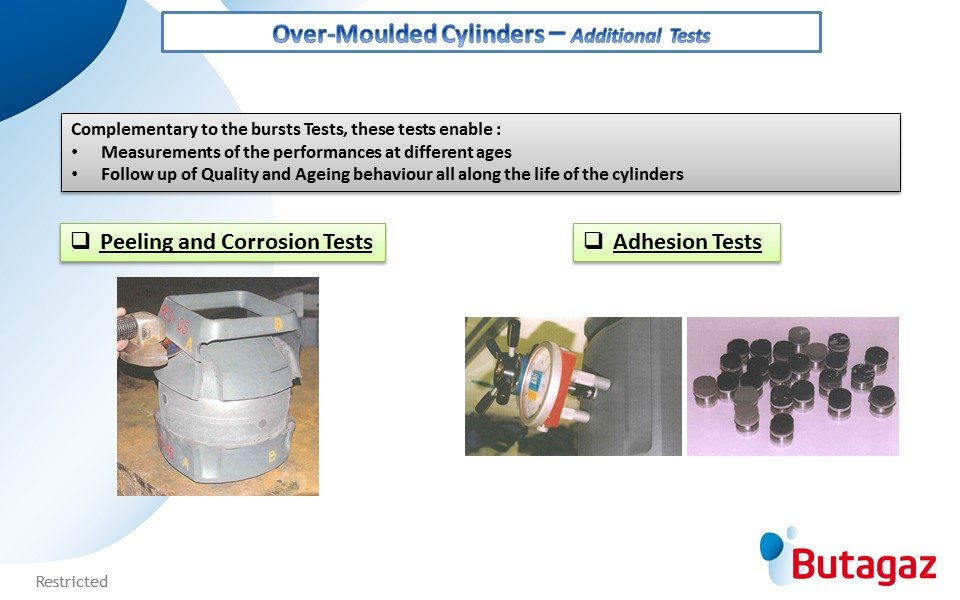 Over-Moulded Cylinders – Additional Tests
Complementary to the bursts Tests, these tests enable :
• Measurements of the performances at different ages
• Follow up of Quality and Ageing behaviour all along the life of the cylinders
❑ Peeling and Corrosion Tests
❑ Adhesion Tests
B
A
A
B
Restricted
Butagaz